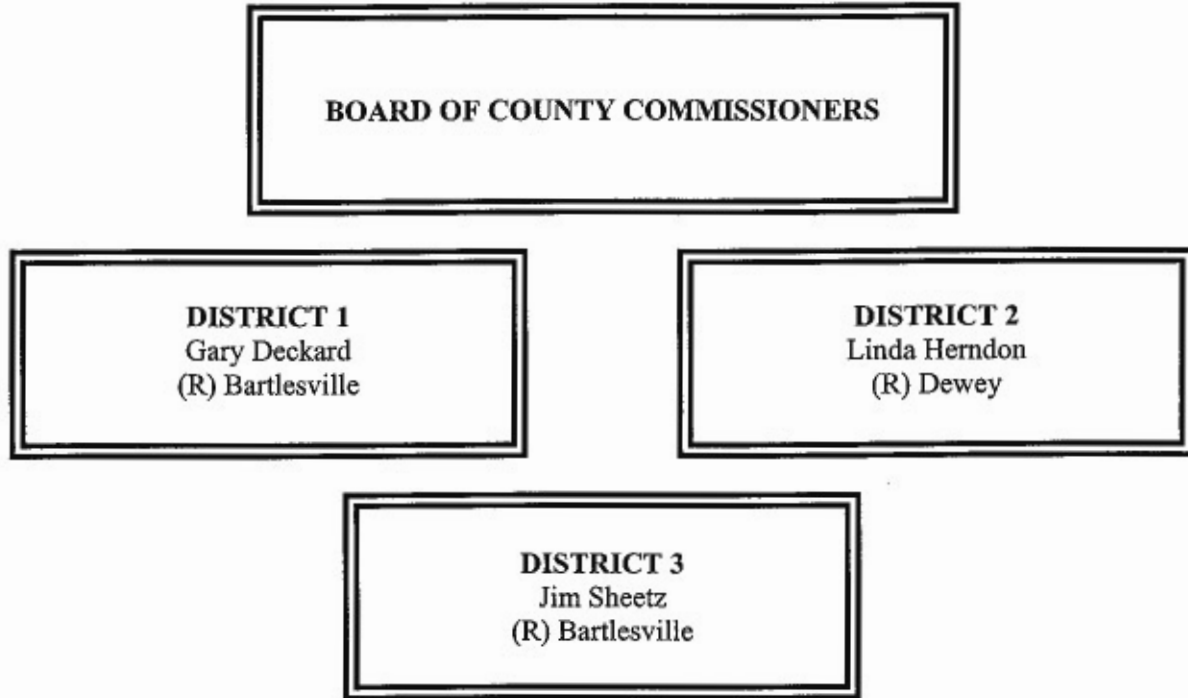 BOARD OF COUNTY COMMISSIONERS
DISTRICT 1
Gary Deckard
(R) Bartlesville
DISTRICT 2
Linda Herndon
(R) Dewey
DISTRICT 3
Jim Sheetz
(R) Bartlesville